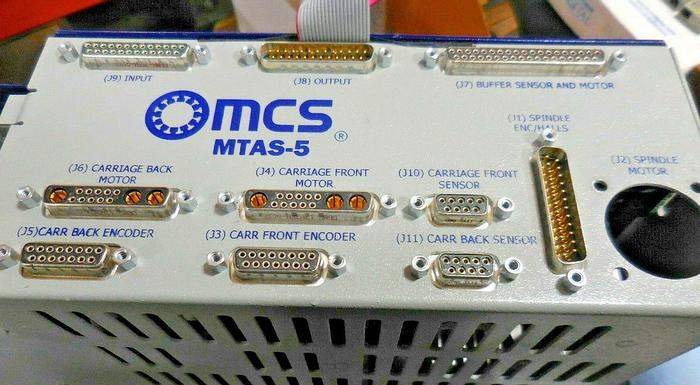 (J9) INPUT
(J8) OUTPUT
(J7) BUFFER SENSOR AND MOTOR
mcs
®
MTAS-5
(J1) SPINDLE
ENC/HALLS
(J6) CARRIAGE BACK
MOTOR
(J4) CARRIAGE FRONT
MOTOR
(J10) CARRIAGE FRONT
SENSOR
(J2) SPINDLE
MOTOR
(J5)CARR BACK ENCODER
(J3) CARR FRONT ENCODER
(J11) CARR BACK SENSOR